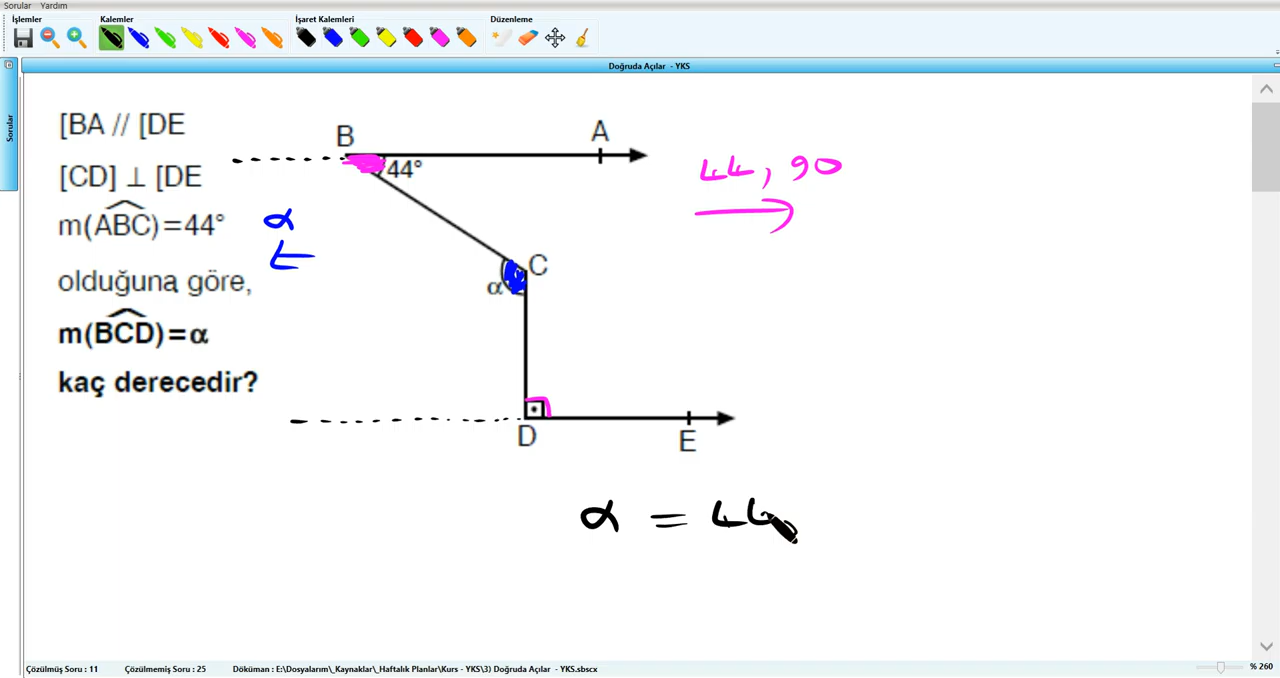 Sorular Yardım
İşlemler Kalemler İşaret Kalemleri Düzenleme
Doğruda Açılar - YKS
Sorular
[BA // [DE
[CD] ⊥ [DE
m(ABC)=44°
olduğuna göre,
m(BCD)=α
kaç derecedir?
B A
44°
44, 90
α
C
α
D E
α = 44
Çözülmüş Soru : 11 Çözülmemiş Soru : 25 Döküman : E:\Dosyalarım\_Kaynaklar\_Haftalık Planlar\Kurs - YKS\3) Doğruda Açılar - YKS.sbscx % 260